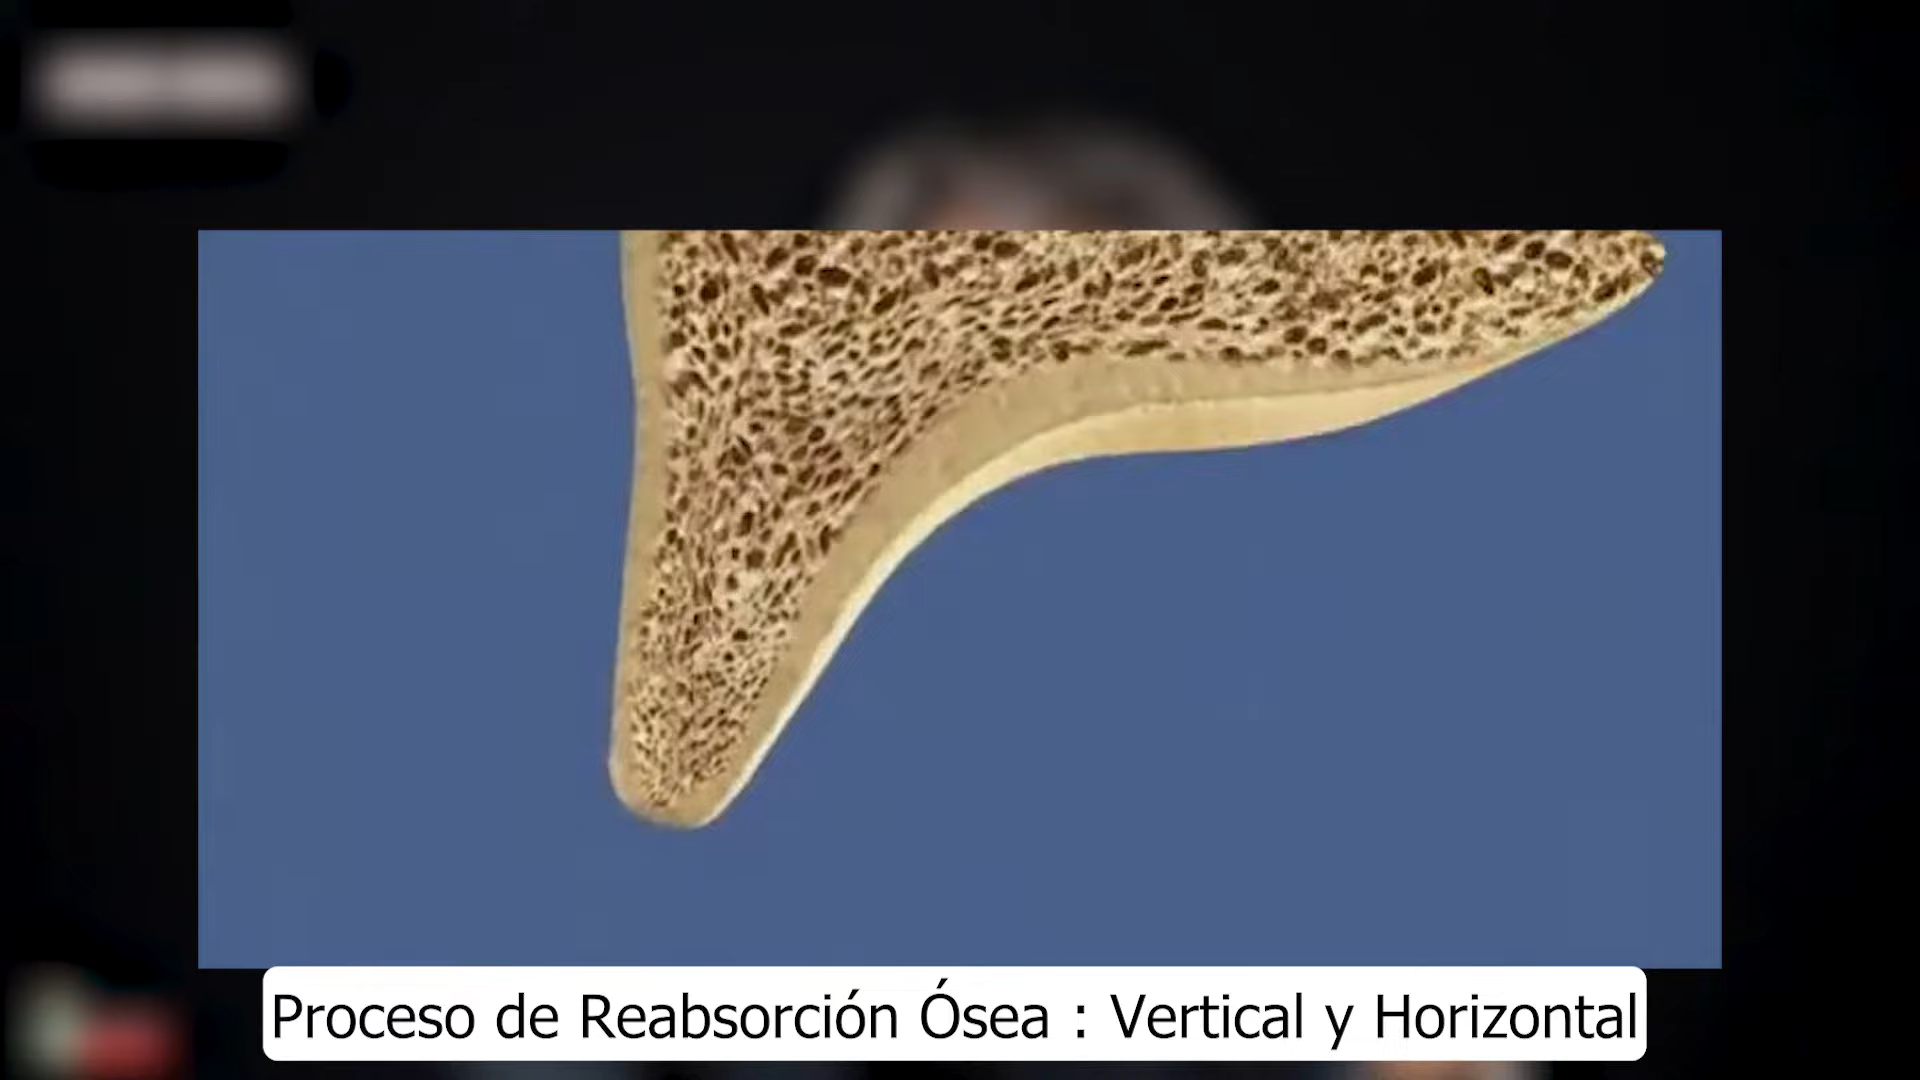 Proceso de Reabsorción Ósea : Vertical y Horizontal